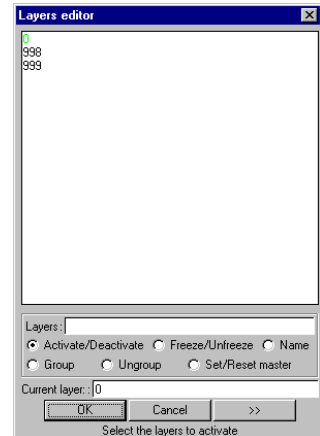 Layers editor
0
998
999
Layers:
Activate/Deactivate Freeze/Unfreeze Name
Group Ungroup Set/Reset master
Current layer: : 0
OK Cancel >>
Select the layers to activate